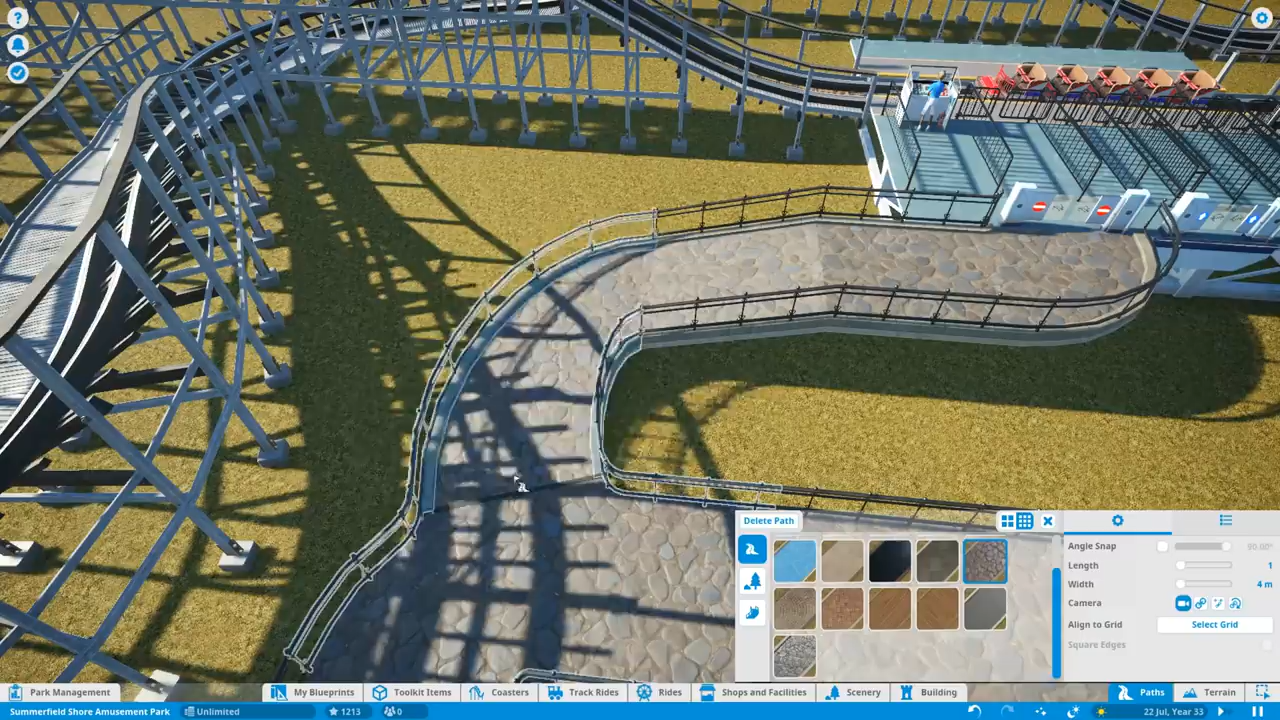 Delete Path
Angle Snap 90.00°
Length 1
Width 4 m
Camera
Align to Grid Select Grid
Square Edges
Park Management My Blueprints Toolkit Items Coasters Track Rides Rides Shops and Facilities Scenery Building Paths Terrain
Summerfield Shore Amusement Park Unlimited 1213 0 22 Jul, Year 33